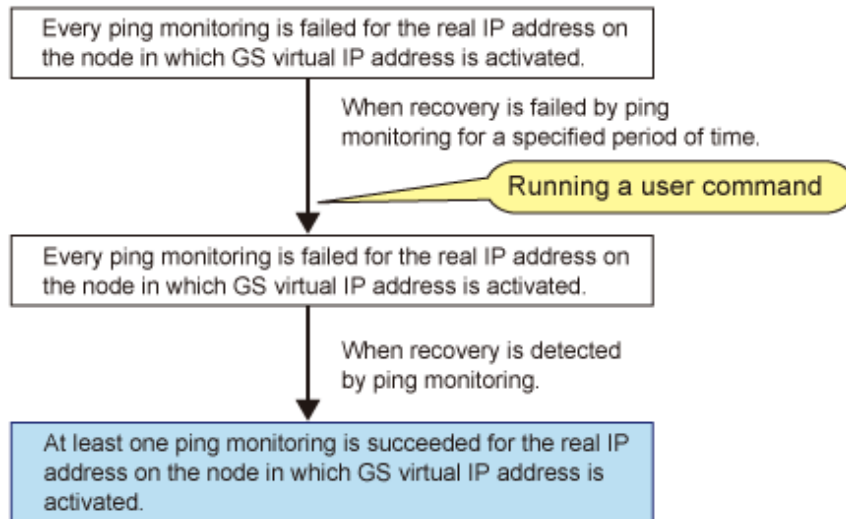 Every ping monitoring is failed for the real IP address on
the node in which GS virtual IP address is activated.
When recovery is failed by ping
monitoring for a specified period of time.
Running a user command
Every ping monitoring is failed for the real IP address on
the node in which GS virtual IP address is activated.
When recovery is detected
by ping monitoring.
At least one ping monitoring is succeeded for the real IP
address on the node in which GS virtual IP address is
activated.